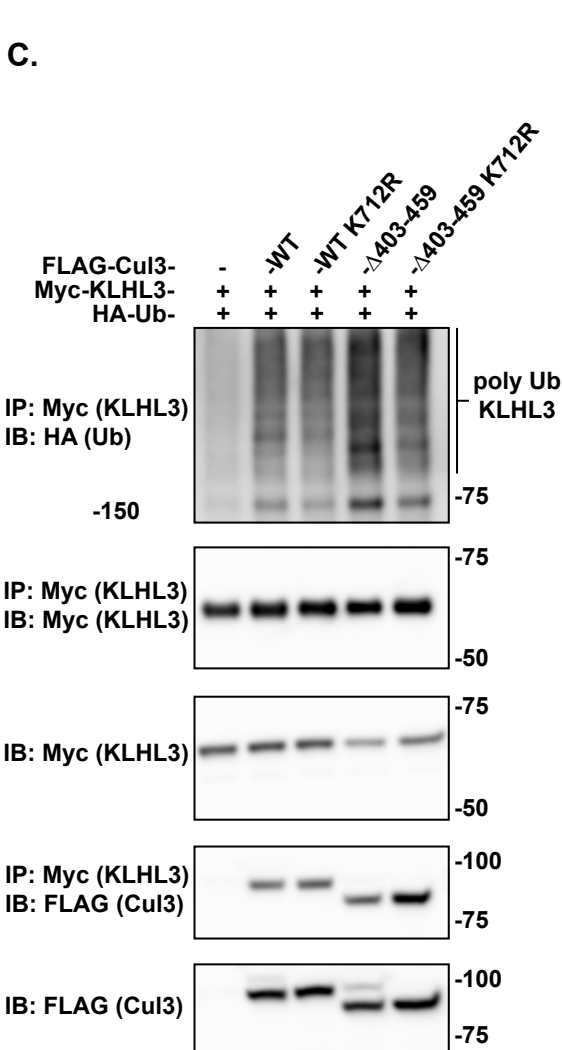 C.
FLAG-Cul3- - -WT -WT K712R -Δ403-459 -Δ403-459 K712R
Myc-KLHL3- + + + + +
HA-Ub- + + + + +
IP: Myc (KLHL3)
IB: HA (Ub)
poly Ub
KLHL3
-75
-150
-75
IP: Myc (KLHL3)
IB: Myc (KLHL3)
-50
-75
IB: Myc (KLHL3)
-50
-100
IP: Myc (KLHL3)
IB: FLAG (Cul3)
-75
-100
IB: FLAG (Cul3)
-75